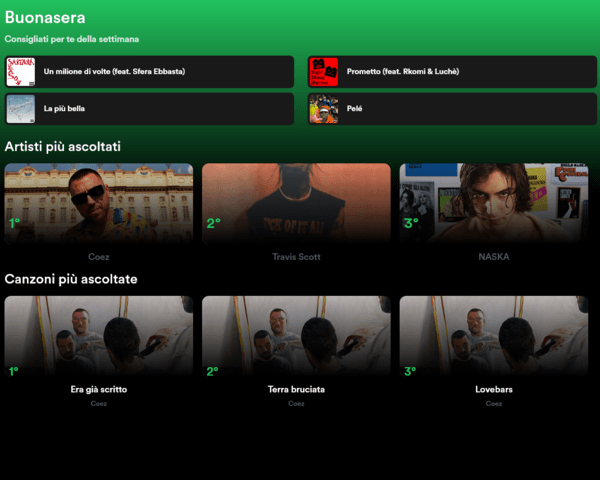 Buonasera
Consigliati per te della settimana
Un milione di volte (feat. Sfera Ebbasta)
Prometto (feat. Rkomi & Luchè)
La più bella
Pelé
Artisti più ascoltati
1°
2°
3°
Coez
Travis Scott
NASKA
Canzoni più ascoltate
1°
2°
3°
Era già scritto
Terra bruciata
Lovebars
Coez
Coez
Coez